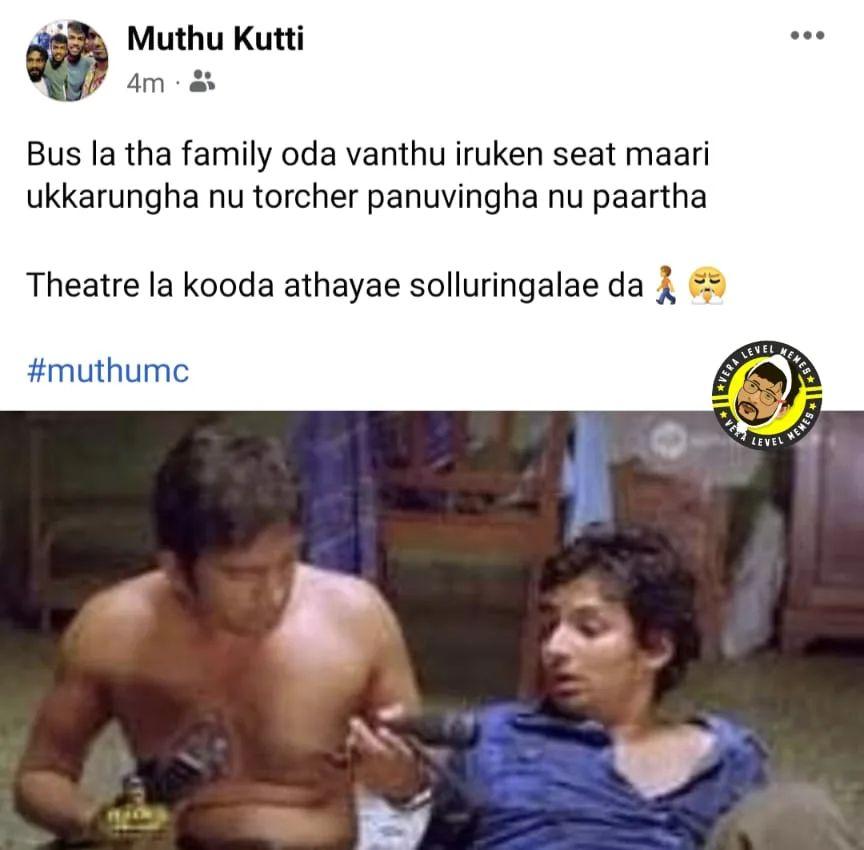 Muthu Kutti
4m ·
Bus la tha family oda vanthu iruken seat maari
ukkarungha nu torcher panuvingha nu paartha
Theatre la kooda athayae solluringalae da
#muthumc
VERA LEVEL MEMES
VERA LEVEL MEMES